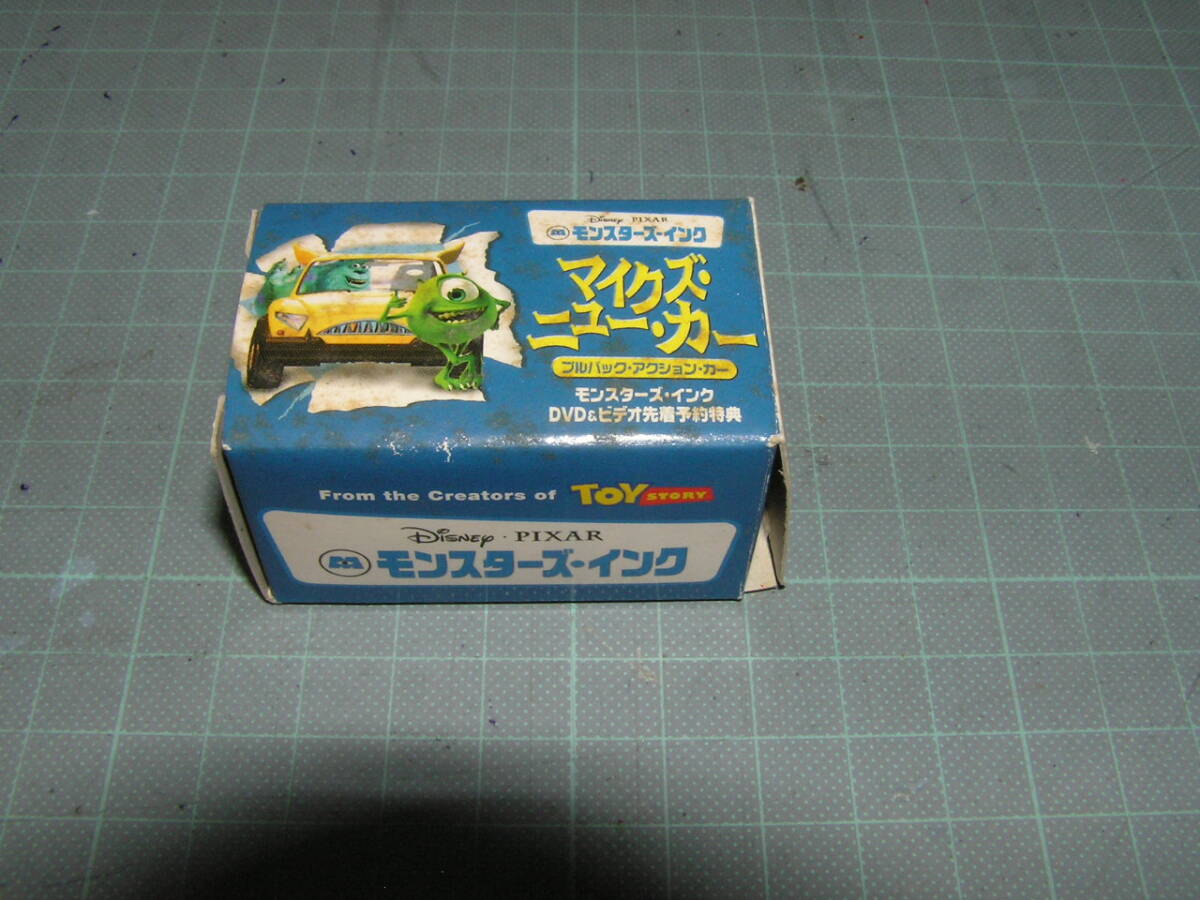 Disney PIXAR
モンスターズ・インク
マイクズ・
ニュー・カー
プルバック・アクション・カー
モンスターズ・インク
DVD&ビデオ先着予約特典
From the Creators of TOY STORY
Disney · PIXAR
M モンスターズ・インク